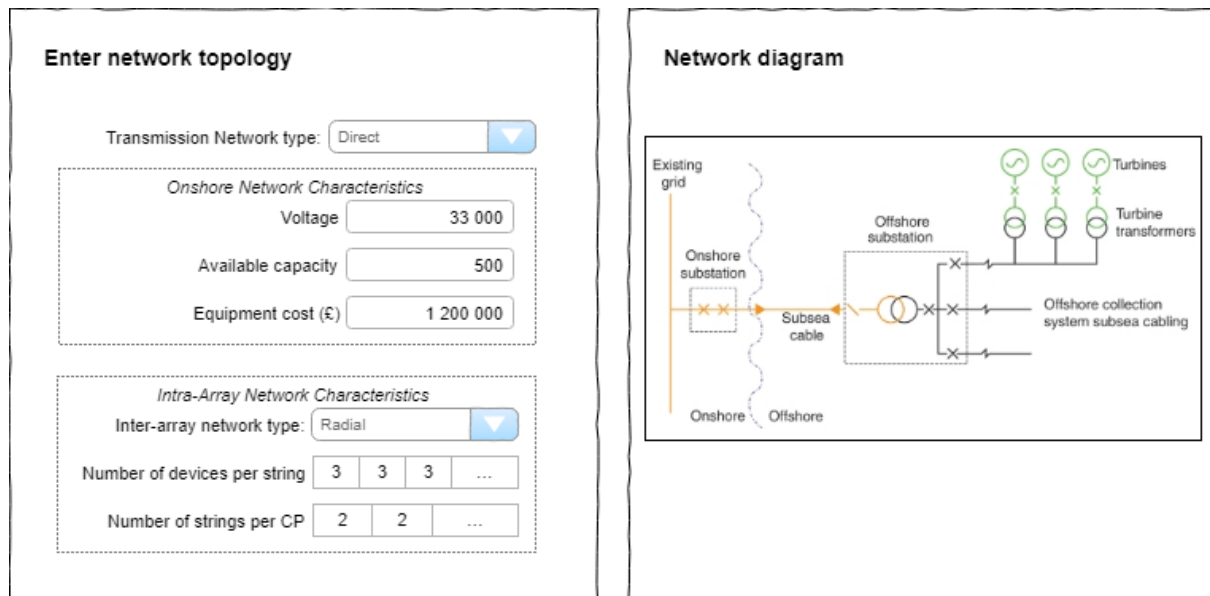 Enter network topology
Transmission Network type: Direct
Onshore Network Characteristics
Voltage 33 000
Available capacity 500
Equipment cost (£) 1 200 000
Intra-Array Network Characteristics
Inter-array network type: Radial
Number of devices per string 3 3 3 ...
Number of strings per CP 2 2 ...
Network diagram
Existing
grid
Turbines
Turbine
transformers
Offshore
substation
Onshore
substation
Subsea
cable
Offshore collection
system subsea cabling
Onshore Offshore